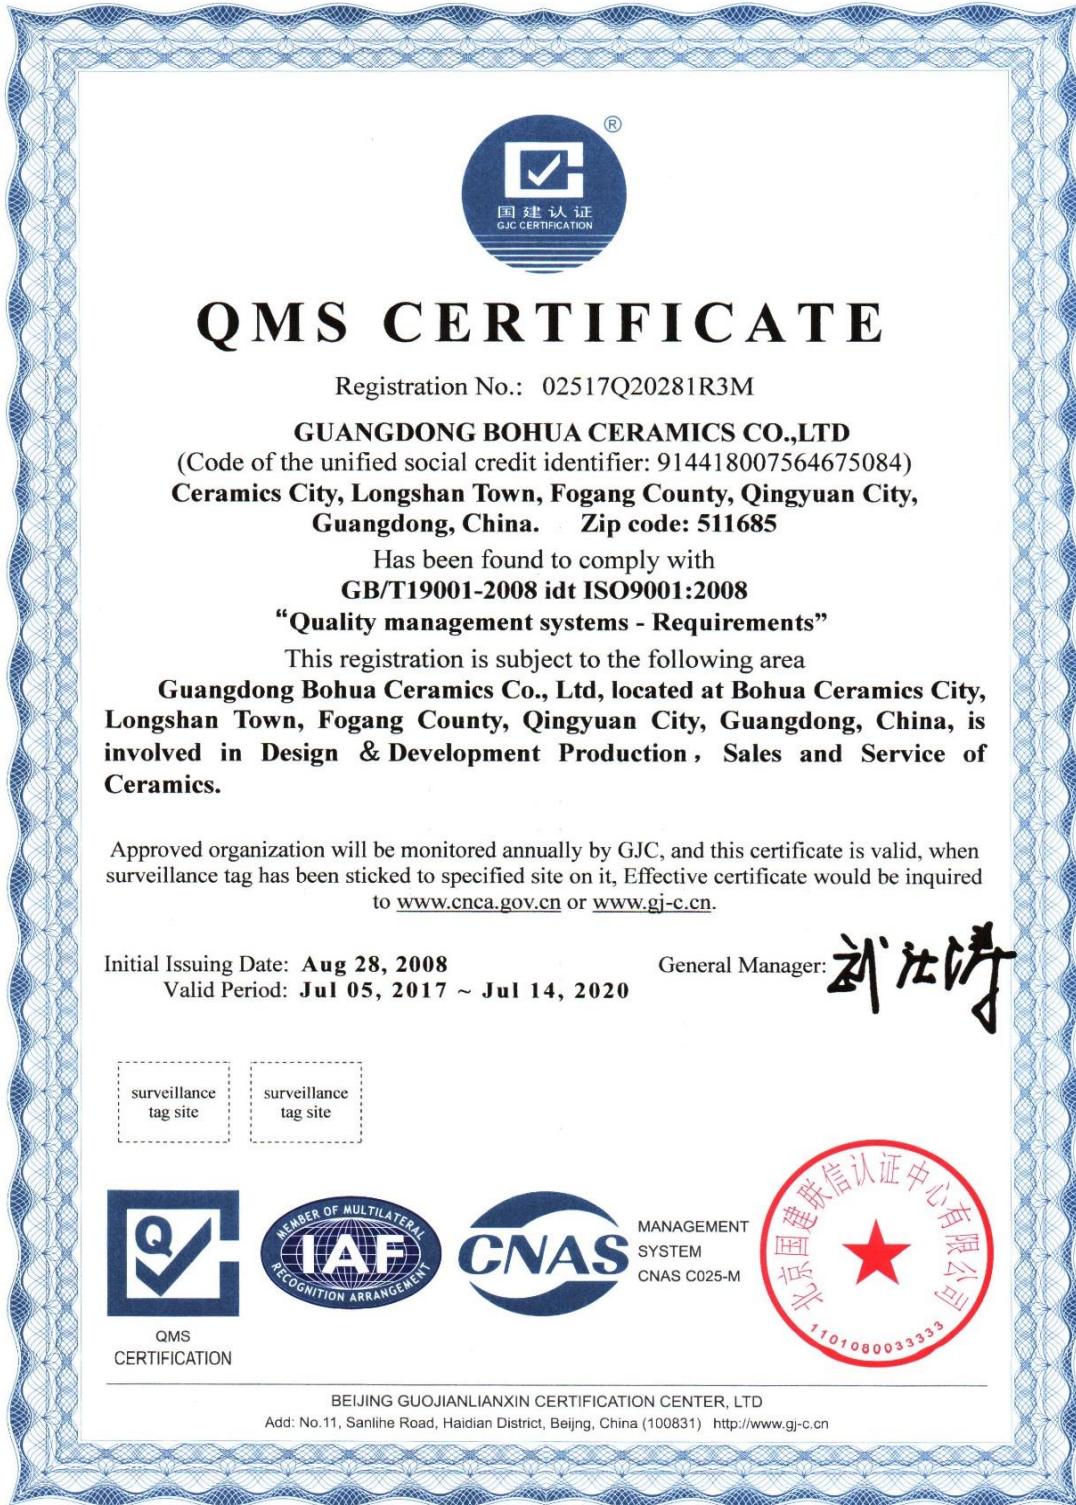 ®
国建认证
GJC CERTIFICATION
QMS CERTIFICATE
Registration No.: 02517Q20281R3M
GUANGDONG BOHUA CERAMICS CO.,LTD
(Code of the unified social credit identifier: 914418007564675084)
Ceramics City, Longshan Town, Fogang County, Qingyuan City,
Guangdong, China. Zip code: 511685
Has been found to comply with
GB/T19001-2008 idt ISO9001:2008
“Quality management systems - Requirements”
This registration is subject to the following area
Guangdong Bohua Ceramics Co., Ltd, located at Bohua Ceramics City,
Longshan Town, Fogang County, Qingyuan City, Guangdong, China, is
involved in Design & Development Production，Sales and Service of
Ceramics.
Approved organization will be monitored annually by GJC, and this certificate is valid, when
surveillance tag has been sticked to specified site on it, Effective certificate would be inquired
to www.cnca.gov.cn or www.gj-c.cn.
Initial Issuing Date: Aug 28, 2008
General Manager:
Valid Period: Jul 05, 2017 ~ Jul 14, 2020
surveillance
tag site
surveillance
tag site
Q
QMS
CERTIFICATION
MEMBER OF MULTILATERAL
IAF
RECOGNITION ARRANGEMENT
CNAS
MANAGEMENT
SYSTEM
CNAS C025-M
北京国建联信认证中心有限公司
1101080033333
BEIJING GUOJIANLIANXIN CERTIFICATION CENTER, LTD
Add: No.11, Sanlihe Road, Haidian District, Beijng, China (100831) http://www.gj-c.cn